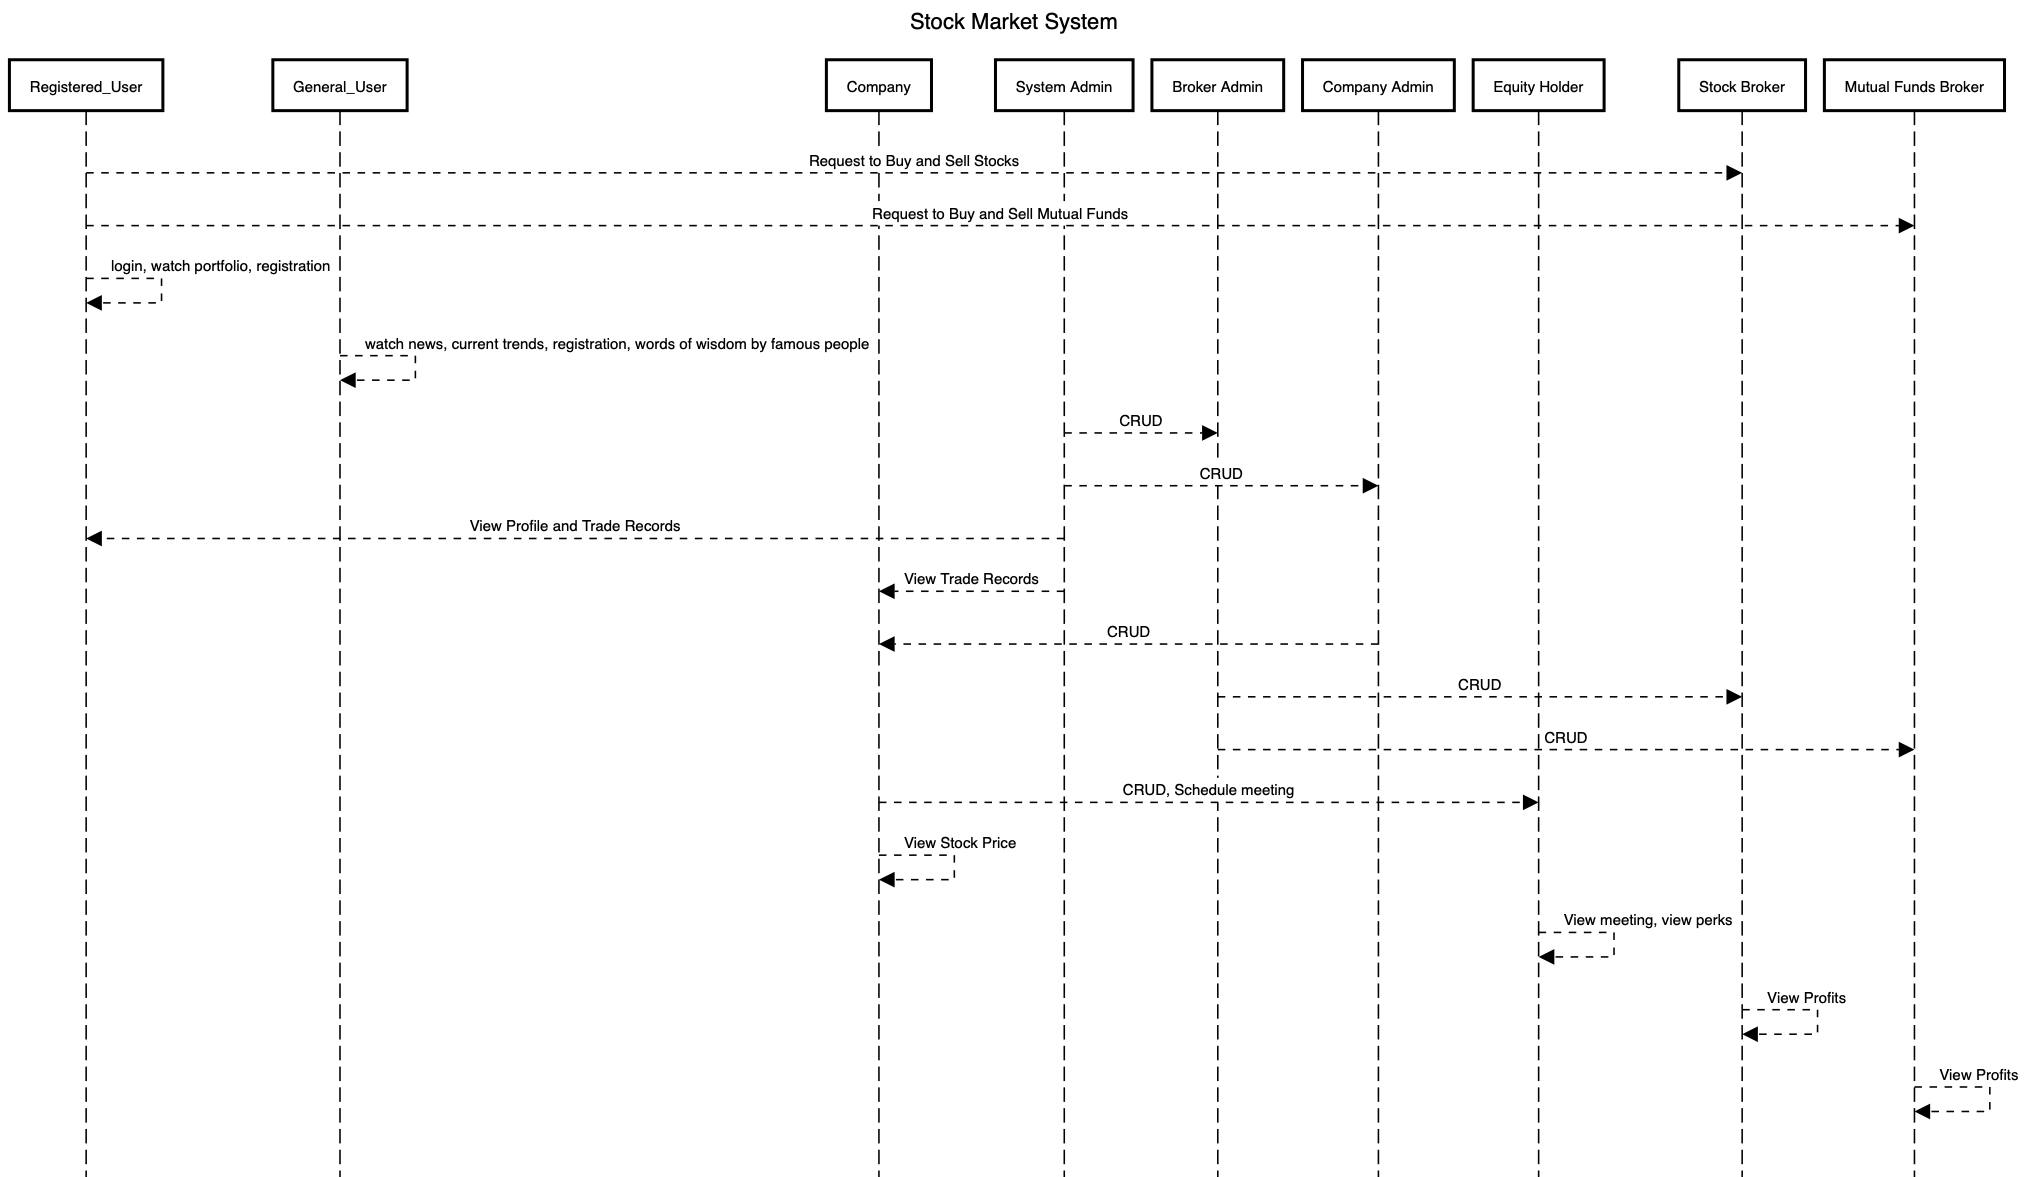 Stock Market System
Registered_User
General_User
Company
System Admin
Broker Admin
Company Admin
Equity Holder
Stock Broker
Mutual Funds Broker
Request to Buy and Sell Stocks
Request to Buy and Sell Mutual Funds
login, watch portfolio, registration
watch news, current trends, registration, words of wisdom by famous people
CRUD
CRUD
View Profile and Trade Records
View Trade Records
CRUD
CRUD
CRUD
CRUD, Schedule meeting
View Stock Price
View meeting, view perks
View Profits
View Profits